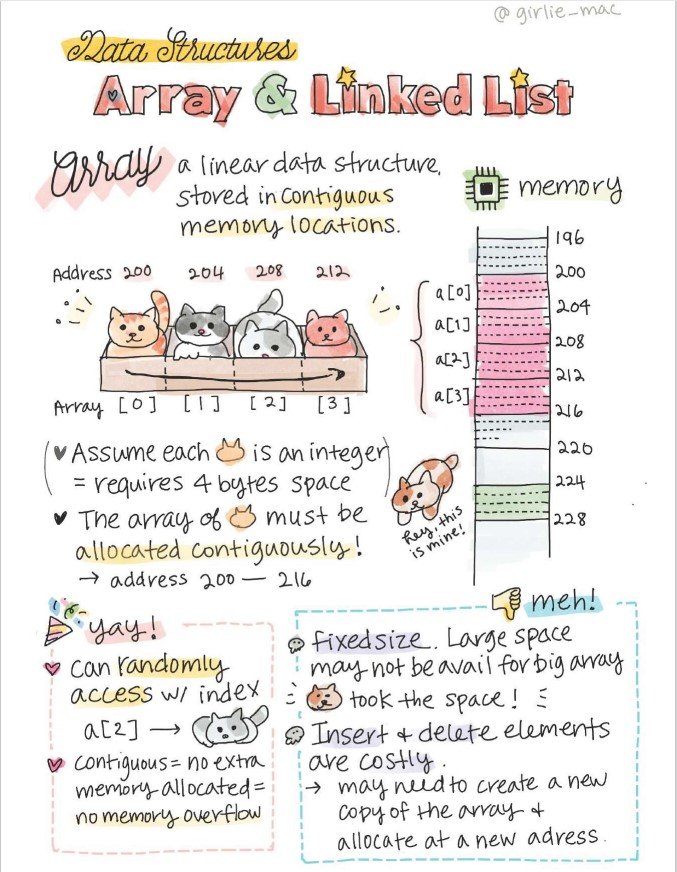 @girlie_mac
Data Structures
Array & Linked List
array a linear data structure,
stored in contiguous
memory locations.
memory
Address 200 204 208 212
Array [0] [1] [2] [3]
a[0]
a[1]
a[2]
a[3]
196
200
204
208
212
216
220
224
228
hey, this
is mine!
(♥ Assume each is an integer)
= requires 4 bytes space
♥ The array of must be
allocated contiguously!
→ address 200 — 216
yay!
♥ can randomly
access w/ index
a[2] →
♥ contiguous = no extra
memory allocated =
no memory overflow
meh!
fixed size. Large space
may not be avail for big array
took the space!
Insert & delete elements
are costly.
→ may need to create a new
copy of the array &
allocate at a new adress.